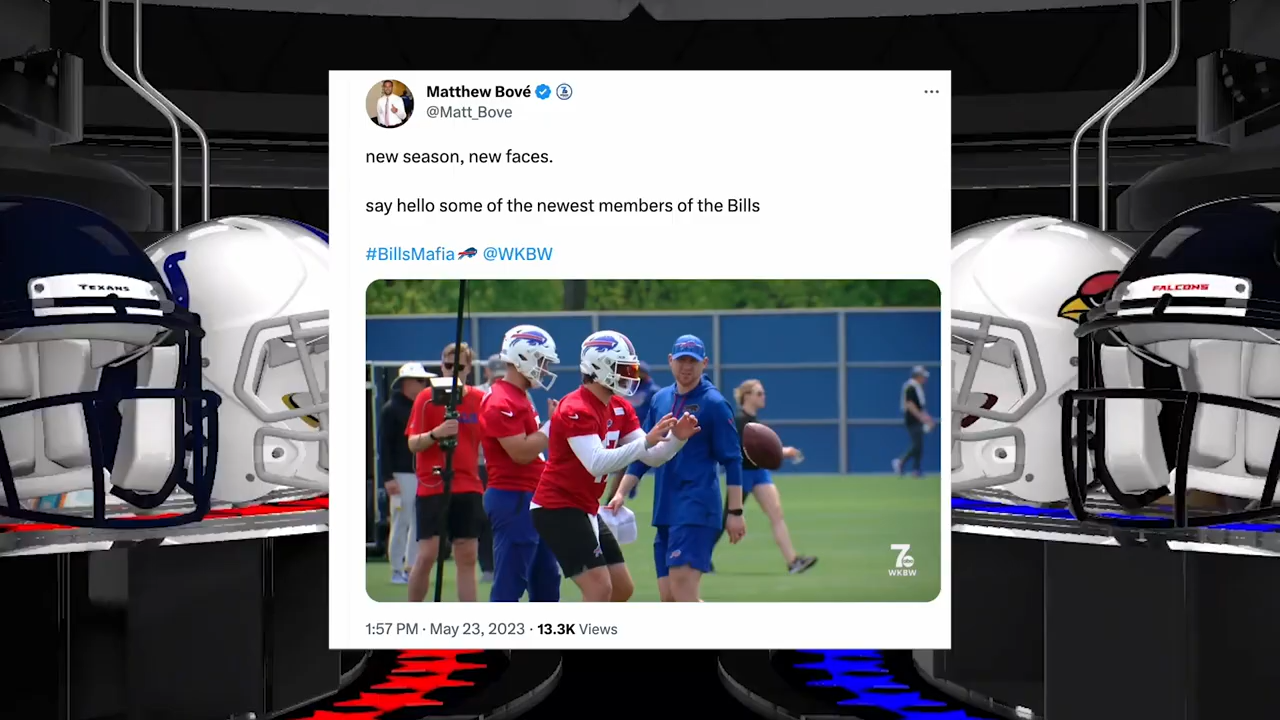 Matthew Bové
@Matt_Bove
new season, new faces.
say hello some of the newest members of the Bills
#BillsMafia @WKBW
TEXANS
FALCONS
7
WKBW
1:57 PM · May 23, 2023 · 13.3K Views